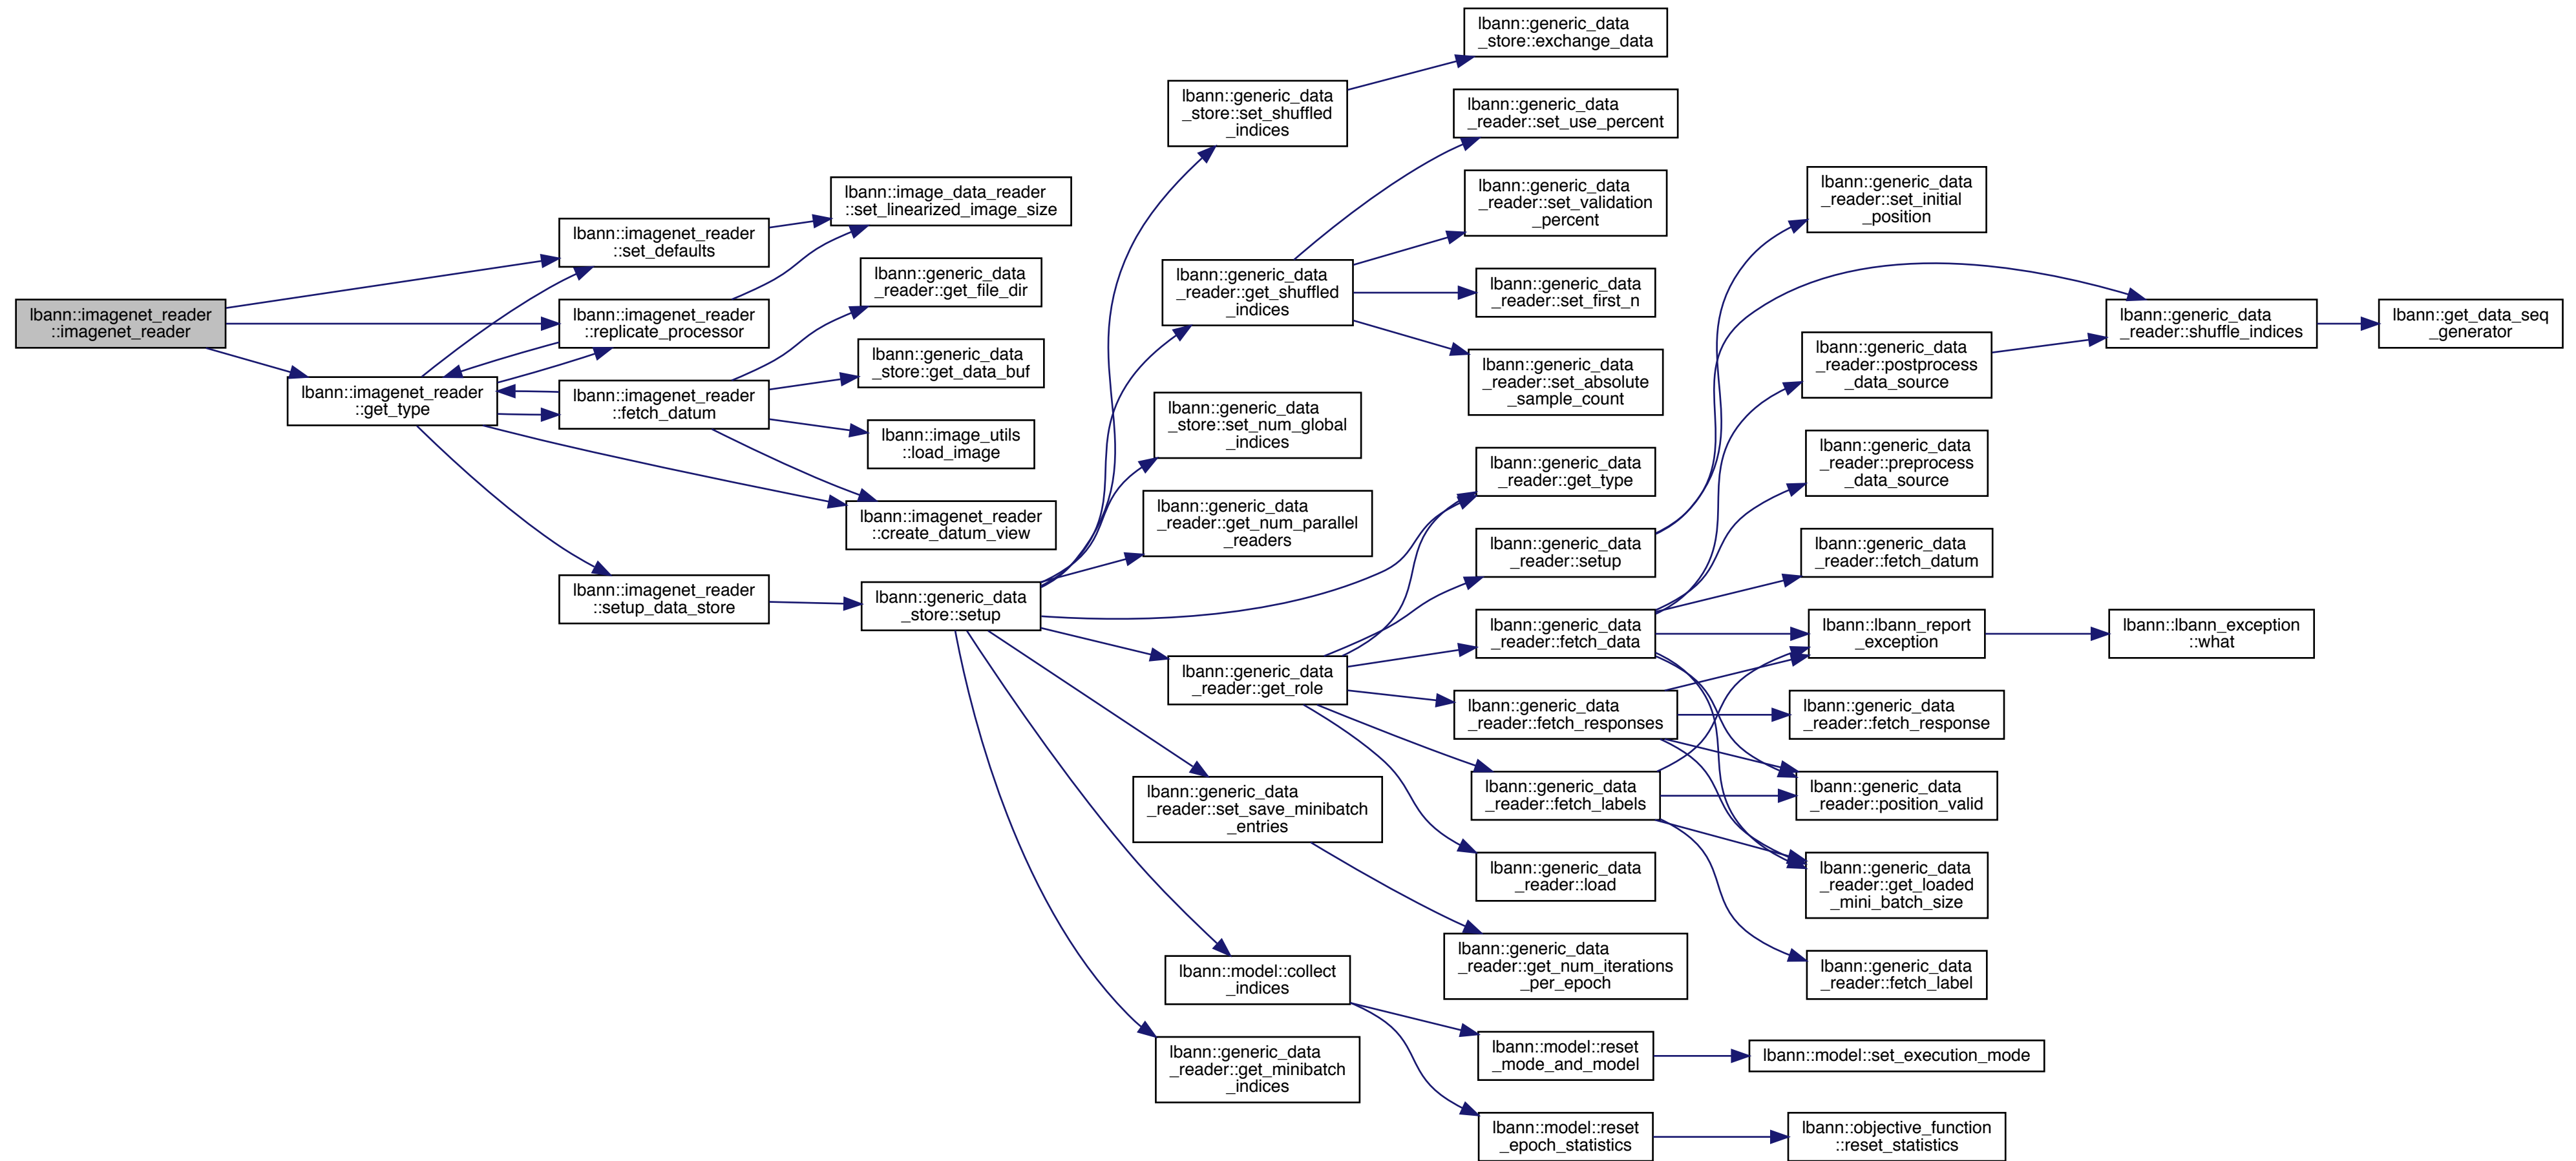 lbann::imagenet_reader
::imagenet_reader
lbann::imagenet_reader
::get_type
lbann::imagenet_reader
::set_defaults
lbann::imagenet_reader
::replicate_processor
lbann::imagenet_reader
::fetch_datum
lbann::imagenet_reader
::setup_data_store
lbann::image_data_reader
::set_linearized_image_size
lbann::generic_data
_reader::get_file_dir
lbann::generic_data
_store::get_data_buf
lbann::image_utils
::load_image
lbann::imagenet_reader
::create_datum_view
lbann::generic_data
_store::setup
lbann::generic_data
_store::set_shuffled
_indices
lbann::generic_data
_reader::get_shuffled
_indices
lbann::generic_data
_store::set_num_global
_indices
lbann::generic_data
_reader::get_num_parallel
_readers
lbann::generic_data
_reader::get_role
lbann::generic_data
_reader::set_save_minibatch
_entries
lbann::model::collect
_indices
lbann::generic_data
_reader::get_minibatch
_indices
lbann::generic_data
_store::exchange_data
lbann::generic_data
_reader::set_use_percent
lbann::generic_data
_reader::set_validation
_percent
lbann::generic_data
_reader::set_first_n
lbann::generic_data
_reader::set_absolute
_sample_count
lbann::generic_data
_reader::get_type
lbann::generic_data
_reader::setup
lbann::generic_data
_reader::fetch_data
lbann::generic_data
_reader::fetch_responses
lbann::generic_data
_reader::fetch_labels
lbann::generic_data
_reader::load
lbann::generic_data
_reader::get_num_iterations
_per_epoch
lbann::model::reset
_mode_and_model
lbann::model::reset
_epoch_statistics
lbann::generic_data
_reader::set_initial
_position
lbann::generic_data
_reader::postprocess
_data_source
lbann::generic_data
_reader::preprocess
_data_source
lbann::generic_data
_reader::fetch_datum
lbann::lbann_report
_exception
lbann::generic_data
_reader::fetch_response
lbann::generic_data
_reader::position_valid
lbann::generic_data
_reader::get_loaded
_mini_batch_size
lbann::generic_data
_reader::fetch_label
lbann::model::set_execution_mode
lbann::objective_function
::reset_statistics
lbann::generic_data
_reader::shuffle_indices
lbann::lbann_exception
::what
lbann::get_data_seq
_generator